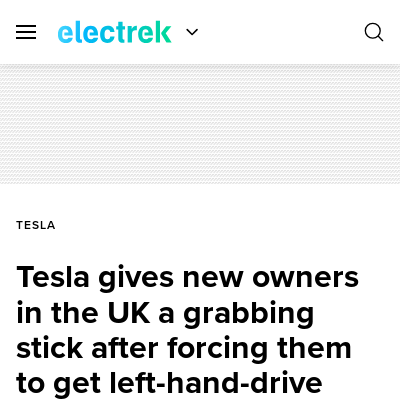 electrek
TESLA
Tesla gives new owners
in the UK a grabbing
stick after forcing them
to get left-hand-drive